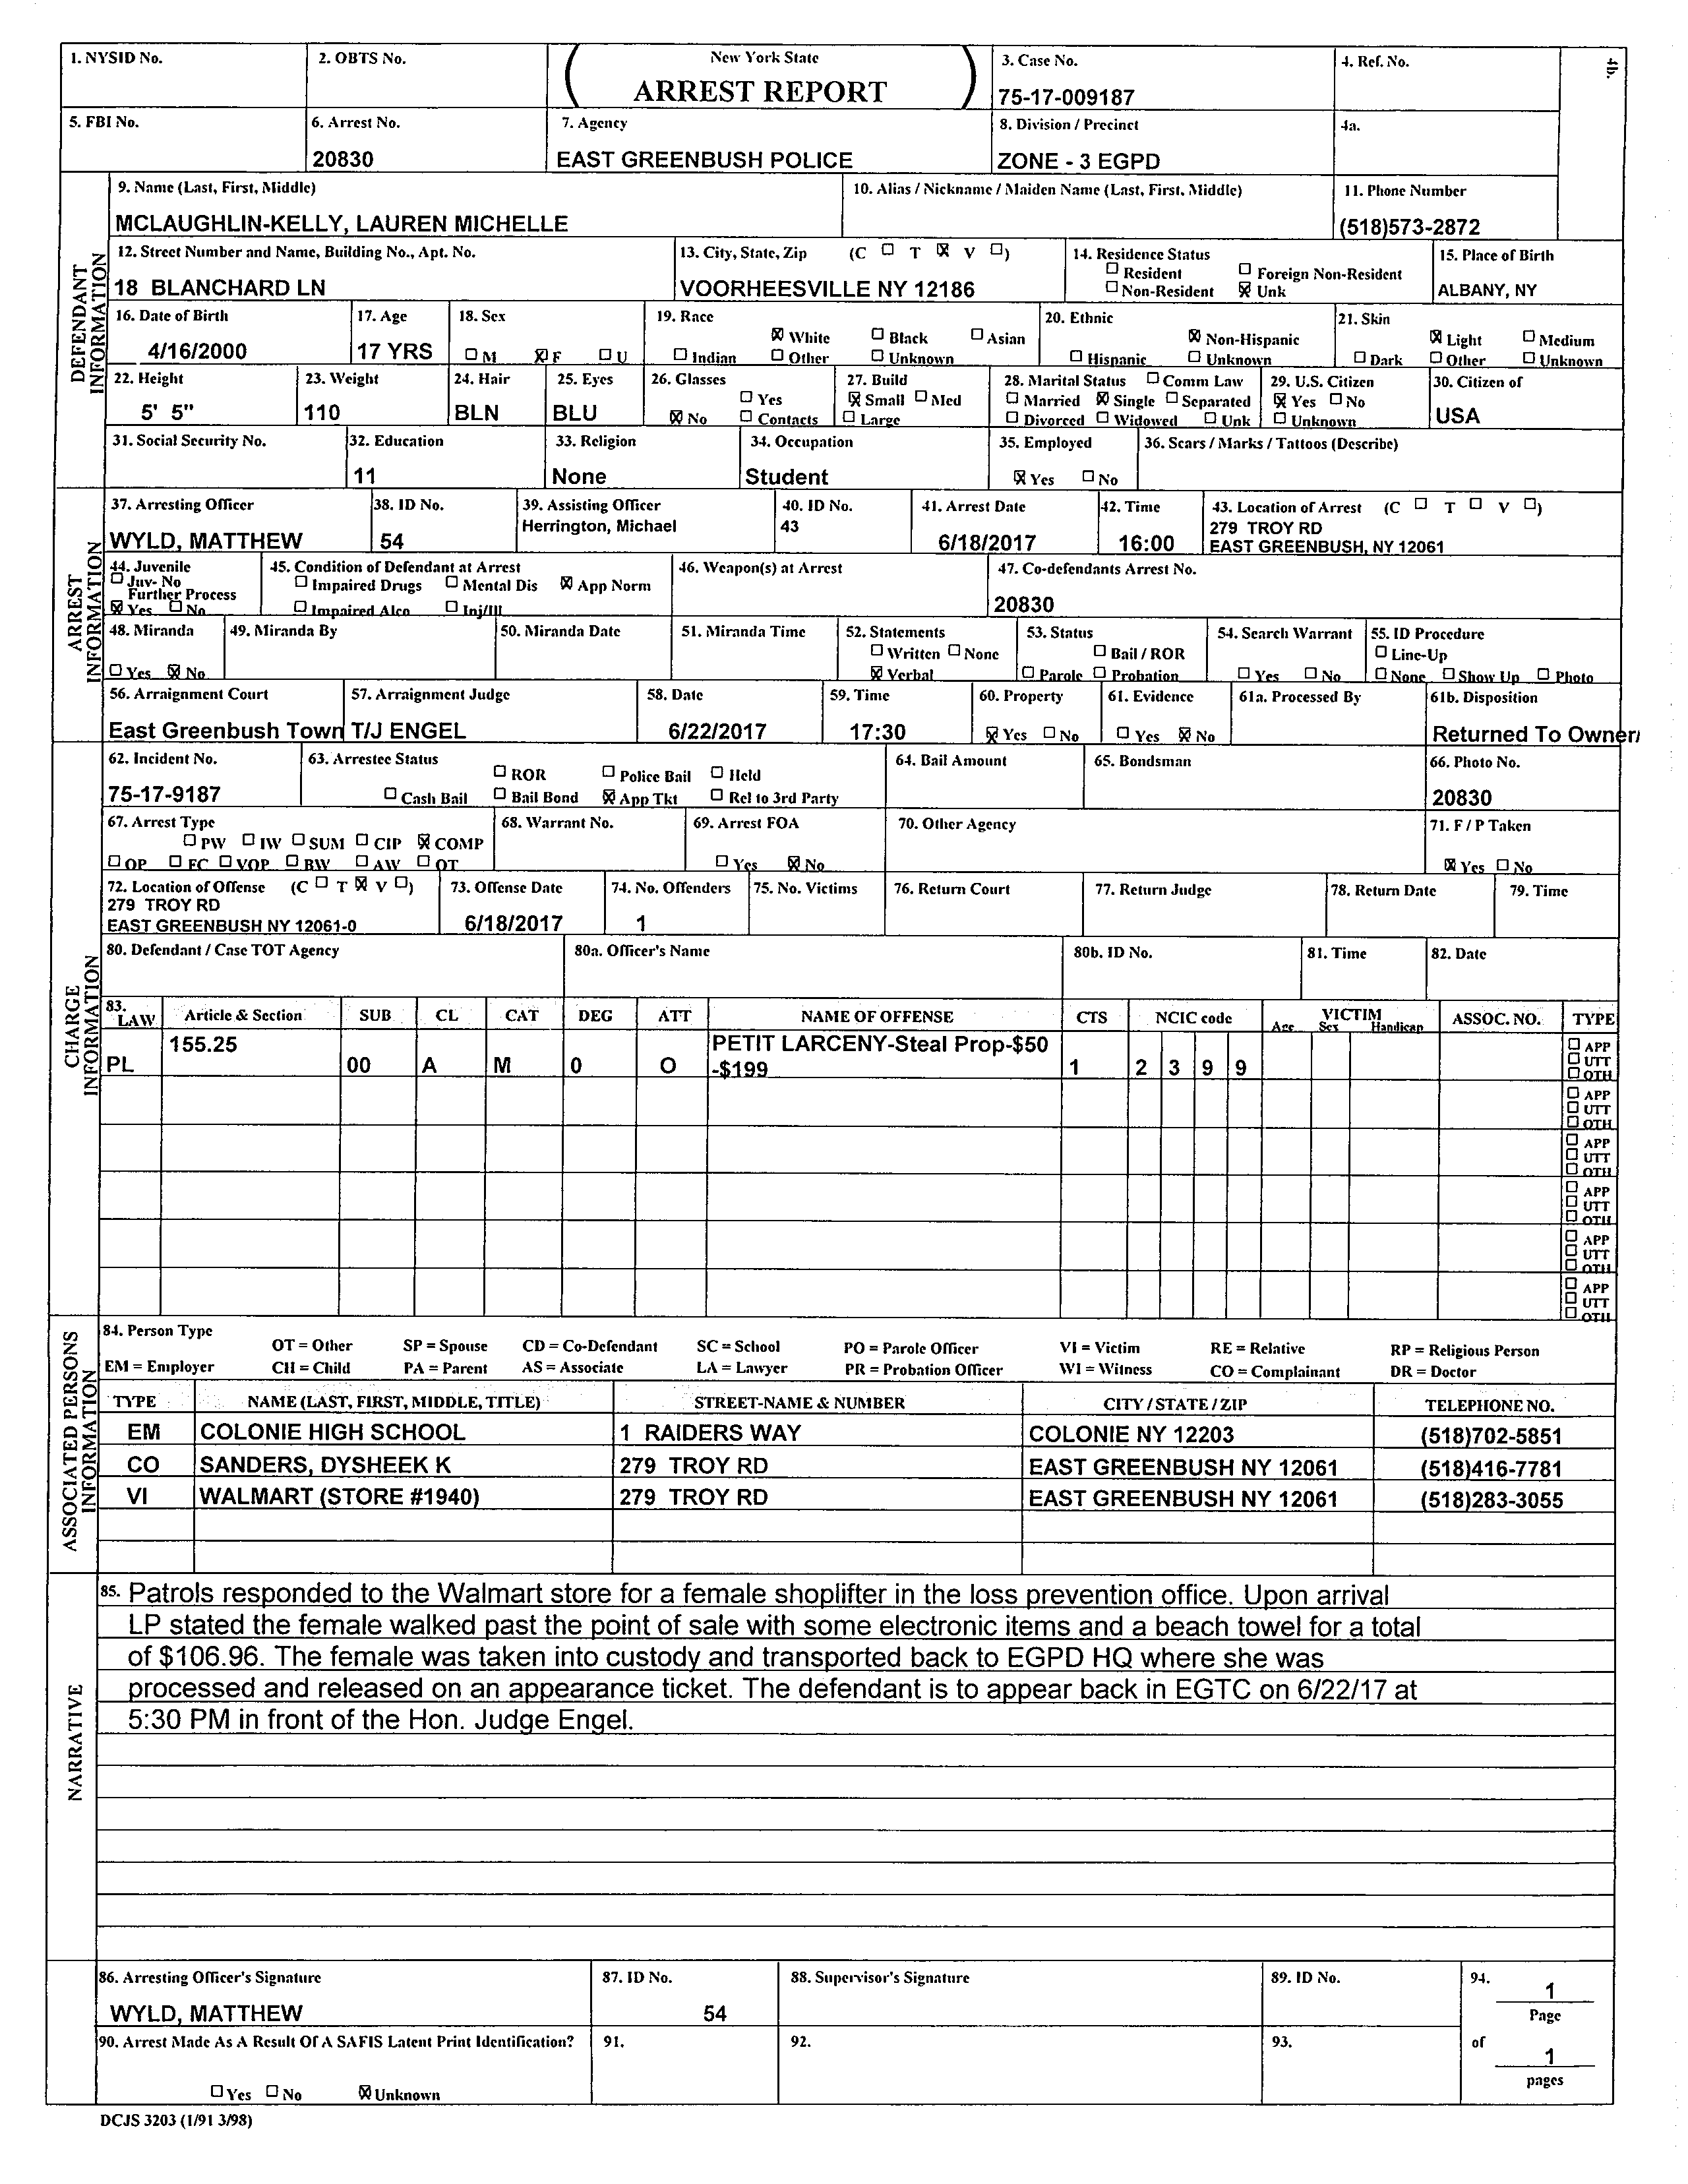 1. NYSID No. 2. OBTS No. New York State 3. Case No. 4. Ref. No. 4b.
ARREST REPORT 75-17-009187
5. FBI No. 6. Arrest No. 7. Agency 8. Division / Precinct 4a.
20830 EAST GREENBUSH POLICE ZONE - 3 EGPD
DEFENDANT INFORMATION
9. Name (Last, First, Middle) 10. Alias / Nickname / Maiden Name (Last, First, Middle) 11. Phone Number
MCLAUGHLIN-KELLY, LAUREN MICHELLE (518)573-2872
12. Street Number and Name, Building No., Apt. No. 13. City, State, Zip (C ☐ T ☒ V ☐) 14. Residence Status 15. Place of Birth
☐ Resident ☐ Foreign Non-Resident
18 BLANCHARD LN VOORHEESVILLE NY 12186 ☐ Non-Resident ☒ Unk ALBANY, NY
16. Date of Birth 17. Age 18. Sex 19. Race 20. Ethnic 21. Skin
☒ White ☐ Black ☐ Asian ☒ Non-Hispanic ☒ Light ☐ Medium
4/16/2000 17 YRS ☐ M ☒ F ☐ U ☐ Indian ☐ Other ☐ Unknown ☐ Hispanic ☐ Unknown ☐ Dark ☐ Other ☐ Unknown
22. Height 23. Weight 24. Hair 25. Eyes 26. Glasses 27. Build 28. Marital Status ☐ Comm Law 29. U.S. Citizen 30. Citizen of
☐ Yes ☒ Small ☐ Med ☐ Married ☒ Single ☐ Separated ☒ Yes ☐ No
5' 5" 110 BLN BLU ☒ No ☐ Contacts ☐ Large ☐ Divorced ☐ Widowed ☐ Unk ☐ Unknown USA
31. Social Security No. 32. Education 33. Religion 34. Occupation 35. Employed 36. Scars / Marks / Tattoos (Describe)
11 None Student ☒ Yes ☐ No
ARREST INFORMATION
37. Arresting Officer 38. ID No. 39. Assisting Officer 40. ID No. 41. Arrest Date 42. Time 43. Location of Arrest (C ☐ T ☐ V ☐)
Herrington, Michael 43 279 TROY RD
WYLD, MATTHEW 54 6/18/2017 16:00 EAST GREENBUSH, NY 12061
44. Juvenile 45. Condition of Defendant at Arrest 46. Weapon(s) at Arrest 47. Co-defendants Arrest No.
☐ Juv- No Further Process ☐ Impaired Drugs ☐ Mental Dis ☒ App Norm
☒ Yes ☐ No ☐ Impaired Alco ☐ Inj/Ill 20830
48. Miranda 49. Miranda By 50. Miranda Date 51. Miranda Time 52. Statements 53. Status 54. Search Warrant 55. ID Procedure
☐ Written ☐ None ☐ Bail / ROR ☐ Line-Up
☐ Yes ☒ No ☒ Verbal ☐ Parole ☐ Probation ☐ Yes ☐ No ☐ None ☐ Show Up ☐ Photo
56. Arraignment Court 57. Arraignment Judge 58. Date 59. Time 60. Property 61. Evidence 61a. Processed By 61b. Disposition
East Greenbush Town T/J ENGEL 6/22/2017 17:30 ☒ Yes ☐ No ☐ Yes ☒ No Returned To Owner/
CHARGE INFORMATION
62. Incident No. 63. Arrestee Status 64. Bail Amount 65. Bondsman 66. Photo No.
☐ ROR ☐ Police Bail ☐ Held
75-17-9187 ☐ Cash Bail ☐ Bail Bond ☒ App Tkt ☐ Rel to 3rd Party 20830
67. Arrest Type 68. Warrant No. 69. Arrest FOA 70. Other Agency 71. F / P Taken
☐ PW ☐ IW ☐ SUM ☐ CIP ☒ COMP
☐ OP ☐ FC ☐ VOP ☐ BW ☐ AW ☐ OT ☐ Yes ☒ No ☒ Yes ☐ No
72. Location of Offense (C ☐ T ☒ V ☐) 73. Offense Date 74. No. Offenders 75. No. Victims 76. Return Court 77. Return Judge 78. Return Date 79. Time
279 TROY RD
EAST GREENBUSH NY 12061-0 6/18/2017 1
80. Defendant / Case TOT Agency 80a. Officer's Name 80b. ID No. 81. Time 82. Date
83. LAW Article & Section SUB CL CAT DEG ATT NAME OF OFFENSE CTS NCIC code VICTIM Age Sex Handicap ASSOC. NO. TYPE
155.25 PETIT LARCENY-Steal Prop-$50 ☐ APP
PL 00 A M 0 O -$199 1 2 3 9 9 ☐ UTT
☐ OTH
☐ APP
☐ UTT
☐ OTH
☐ APP
☐ UTT
☐ OTH
☐ APP
☐ UTT
☐ OTH
☐ APP
☐ UTT
☐ OTH
☐ APP
☐ UTT
☐ OTH
ASSOCIATED PERSONS INFORMATION
84. Person Type
OT = Other SP = Spouse CD = Co-Defendant SC = School PO = Parole Officer VI = Victim RE = Relative RP = Religious Person
EM = Employer CH = Child PA = Parent AS = Associate LA = Lawyer PR = Probation Officer WI = Witness CO = Complainant DR = Doctor
TYPE NAME (LAST, FIRST, MIDDLE, TITLE) STREET-NAME & NUMBER CITY / STATE / ZIP TELEPHONE NO.
EM COLONIE HIGH SCHOOL 1 RAIDERS WAY COLONIE NY 12203 (518)702-5851
CO SANDERS, DYSHEEK K 279 TROY RD EAST GREENBUSH NY 12061 (518)416-7781
VI WALMART (STORE #1940) 279 TROY RD EAST GREENBUSH NY 12061 (518)283-3055
NARRATIVE
85. Patrols responded to the Walmart store for a female shoplifter in the loss prevention office. Upon arrival
LP stated the female walked past the point of sale with some electronic items and a beach towel for a total
of $106.96. The female was taken into custody and transported back to EGPD HQ where she was
processed and released on an appearance ticket. The defendant is to appear back in EGTC on 6/22/17 at
5:30 PM in front of the Hon. Judge Engel.
86. Arresting Officer's Signature 87. ID No. 88. Supervisor's Signature 89. ID No. 94. 1
WYLD, MATTHEW 54 Page
90. Arrest Made As A Result Of A SAFIS Latent Print Identification? 91. 92. 93. of 1
☐ Yes ☐ No ☒ Unknown pages
DCJS 3203 (1/91 3/98)